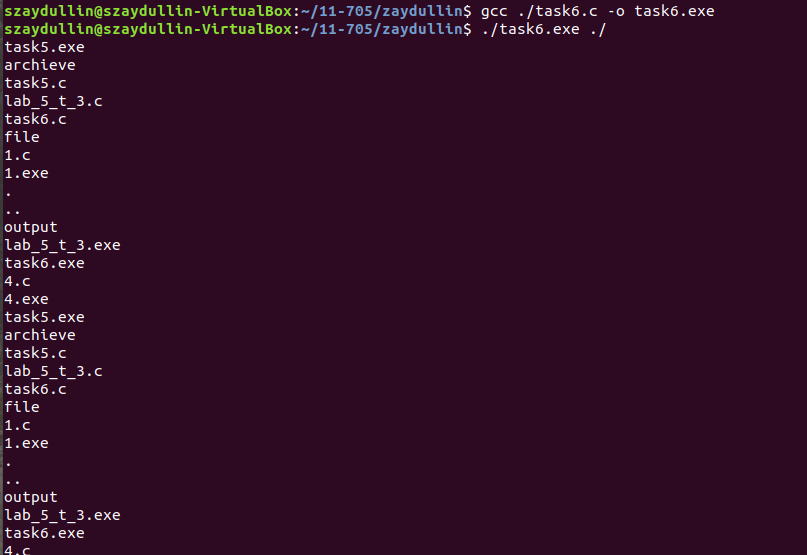 szaydullin@szaydullin-VirtualBox:~/11-705/zaydullin$ gcc ./task6.c -o task6.exe
szaydullin@szaydullin-VirtualBox:~/11-705/zaydullin$ ./task6.exe ./
task5.exe
archieve
task5.c
lab_5_t_3.c
task6.c
file
1.c
1.exe
.
..
output
lab_5_t_3.exe
task6.exe
4.c
4.exe
task5.exe
archieve
task5.c
lab_5_t_3.c
task6.c
file
1.c
1.exe
.
..
output
lab_5_t_3.exe
task6.exe
4.c